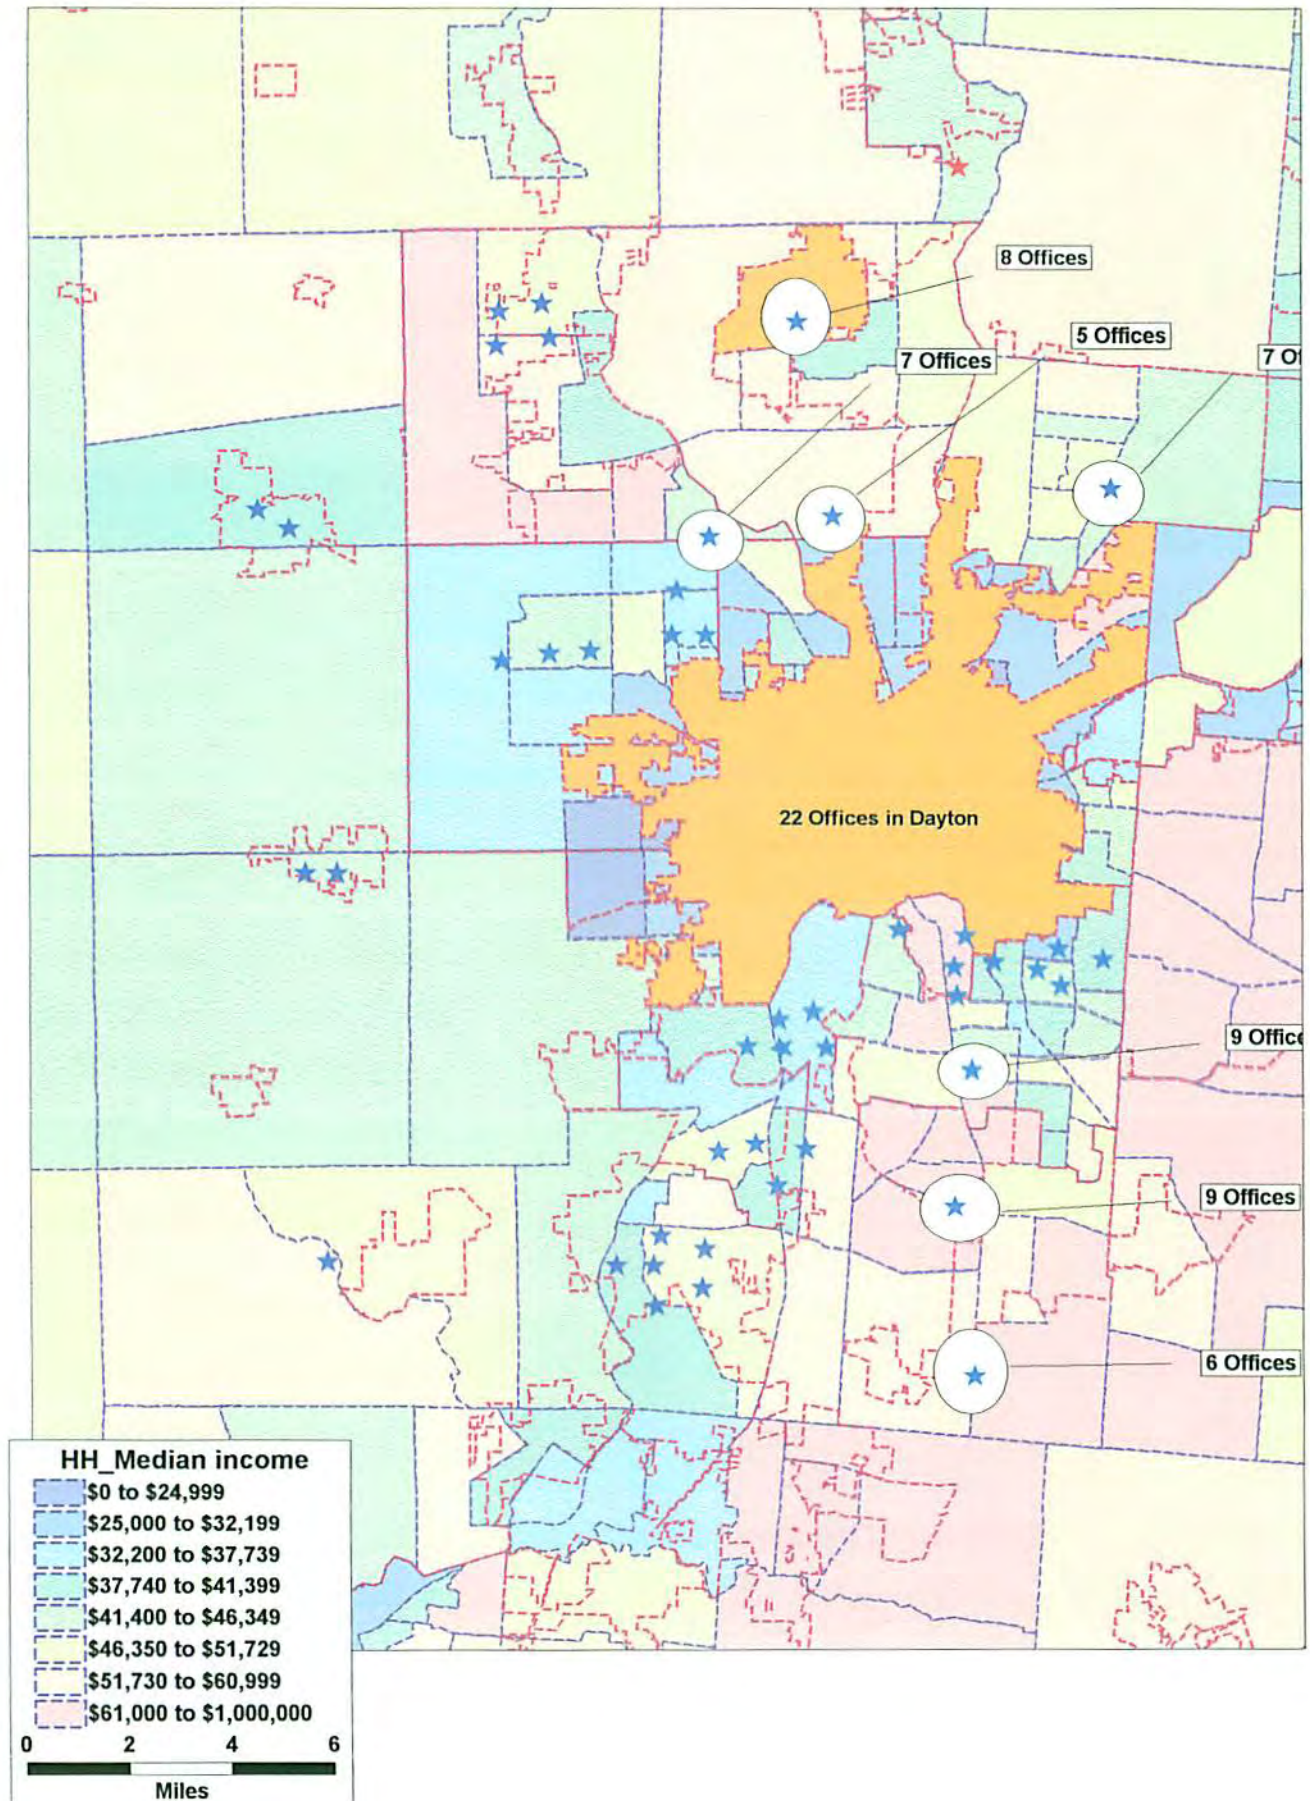 8 Offices
5 Offices
7 Offices
7 Of
22 Offices in Dayton
9 Office
9 Offices
6 Offices
HH_Median income
$0 to $24,999
$25,000 to $32,199
$32,200 to $37,739
$37,740 to $41,399
$41,400 to $46,349
$46,350 to $51,729
$51,730 to $60,999
$61,000 to $1,000,000
0 2 4 6
Miles